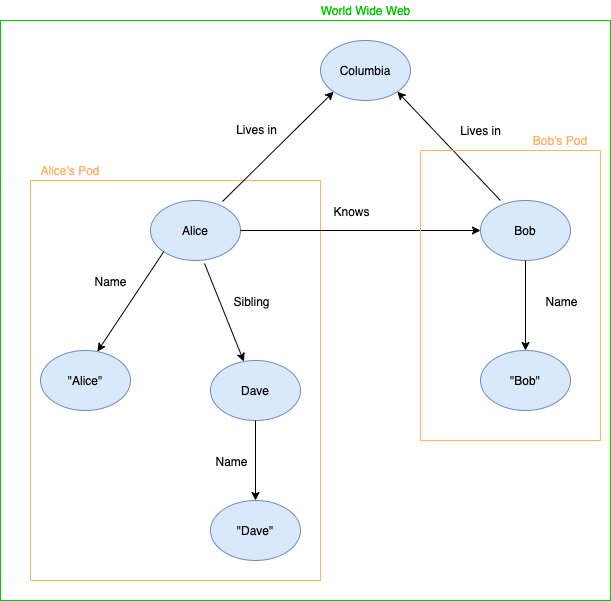 World Wide Web
Columbia
Lives in
Lives in
Bob's Pod
Alice's Pod
Knows
Alice
Bob
Name
Sibling
Name
"Alice"
Dave
"Bob"
Name
"Dave"